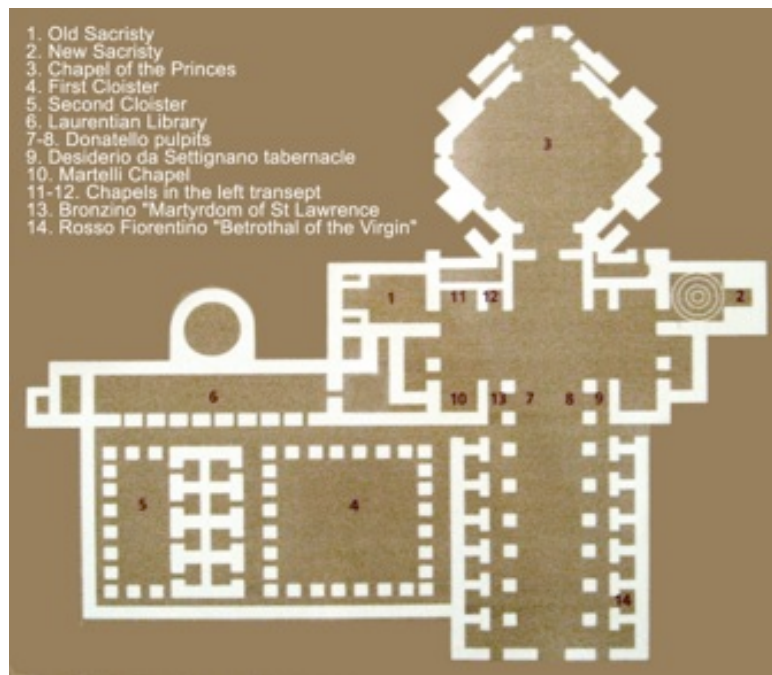 1. Old Sacristy
2. New Sacristy
3. Chapel of the Princes
4. First Cloister
5. Second Cloister
6. Laurentian Library
7-8. Donatello pulpits
9. Desiderio da Settignano tabernacle
10. Martelli Chapel
11-12. Chapels in the left transept
13. Bronzino "Martyrdom of St Lawrence
14. Rosso Fiorentino "Betrothal of the Virgin"
3
1
11
12
2
6
10
13
7
8
9
5
4
14